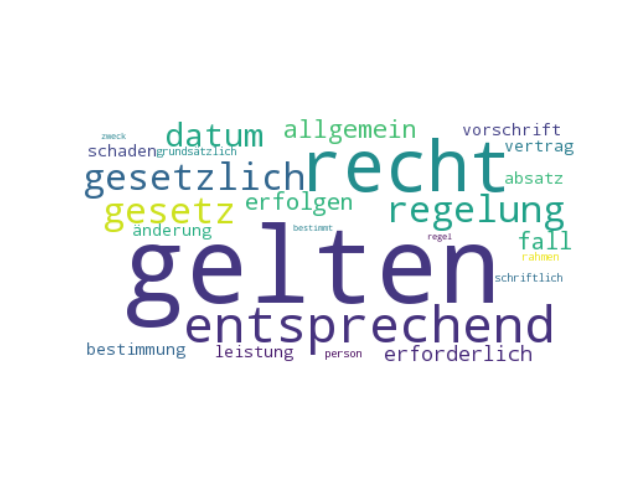 zweck
datum
allgemein
vorschrift
schaden
grundsätzlich
recht
vertrag
gesetzlich
absatz
gesetz
erfolgen
regelung
änderung
bestimmt
regel
fall
gelten
rahmen
schriftlich
entsprechend
bestimmung
leistung
person
erforderlich